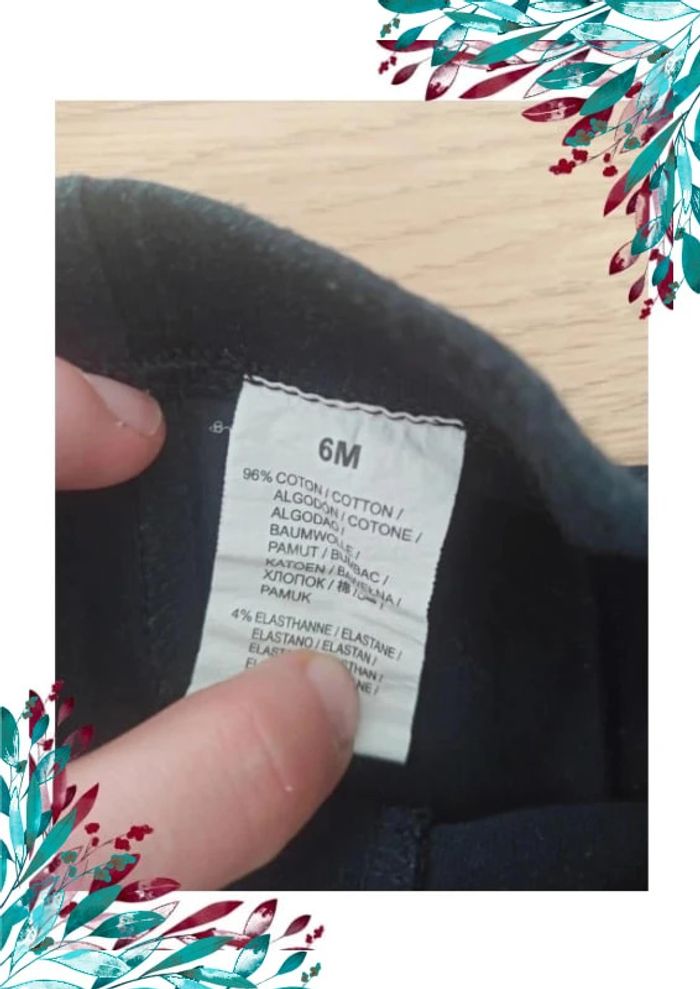 6M
96% COTON / COTTON /
ALGODÓN / COTONE /
ALGODÃO /
BAUMWOLLE /
PAMUT / BUMBAC /
KATOEN / BAWEŁNA /
ХЛОПОК / 棉 /
PAMUK
4% ELASTHANNE / ELASTANE /
ELASTANO / ELASTAN /